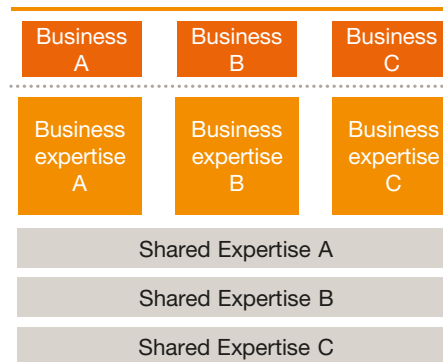 Business
A
Business
B
Business
C
Business
expertise
A
Business
expertise
B
Business
expertise
C
Shared Expertise A
Shared Expertise B
Shared Expertise C